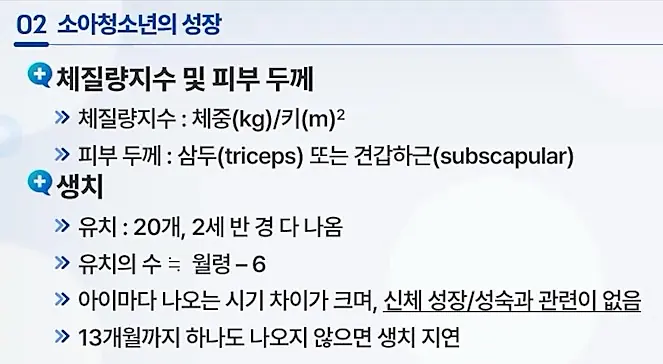 02 소아청소년의 성장
체질량지수 및 피부 두께
체질량지수 : 체중(kg)/키(m)²
피부 두께 : 삼두(triceps) 또는 견갑하근(subscapular)
생치
유치 : 20개, 2세 반 경 다 나옴
유치의 수 ≒ 월령 – 6
아이마다 나오는 시기 차이가 크며, 신체 성장/성숙과 관련이 없음
13개월까지 하나도 나오지 않으면 생치 지연